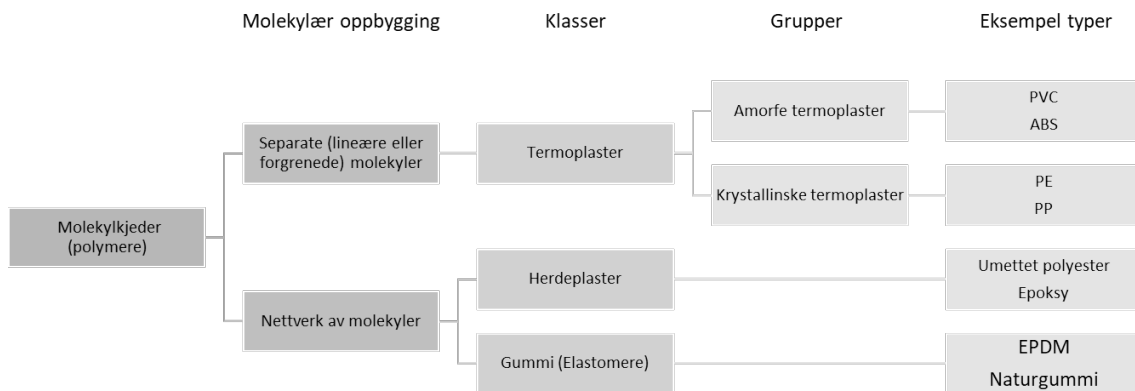 Molekylær oppbygging
Klasser
Grupper
Eksempel typer
Molekylkjeder
(polymere)
Separate (lineære eller
forgrenede) molekyler
Termoplaster
Amorfe termoplaster
PVC
ABS
Krystallinske termoplaster
PE
PP
Nettverk av molekyler
Herdeplaster
Umettet polyester
Epoksy
Gummi (Elastomere)
EPDM
Naturgummi